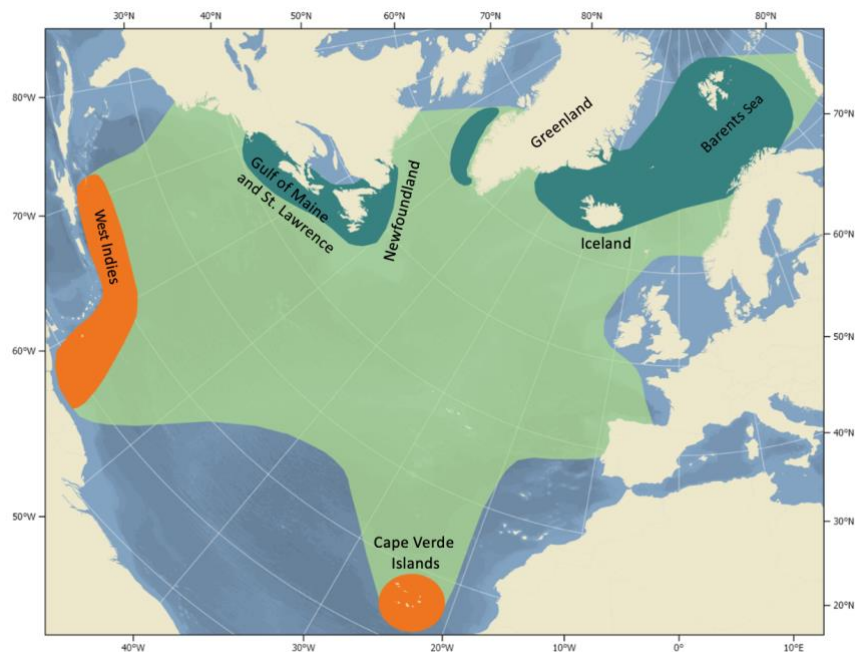 30°N
40°N
50°N
60°N
70°N
80°N
80°N
80°W
70°W
60°W
50°W
70°N
60°N
50°N
40°N
30°N
20°N
Greenland
Barents Sea
Gulf of Maine
and St. Lawrence
Newfoundland
Iceland
West Indies
Cape Verde
Islands
40°W
30°W
20°W
10°W
0°
10°E